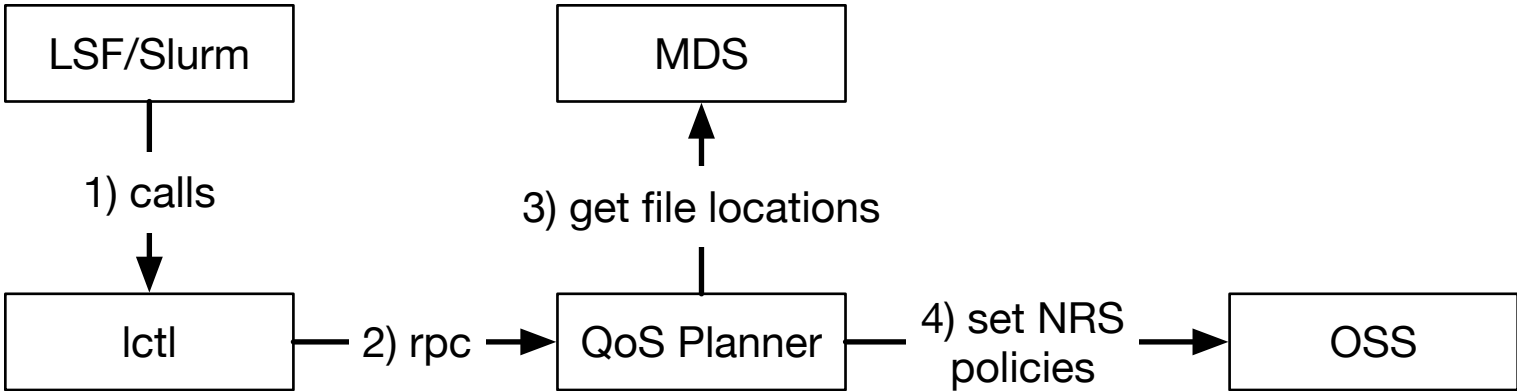 LSF/Slurm
MDS
1) calls
3) get file locations
lctl
2) rpc
QoS Planner
4) set NRS
policies
OSS